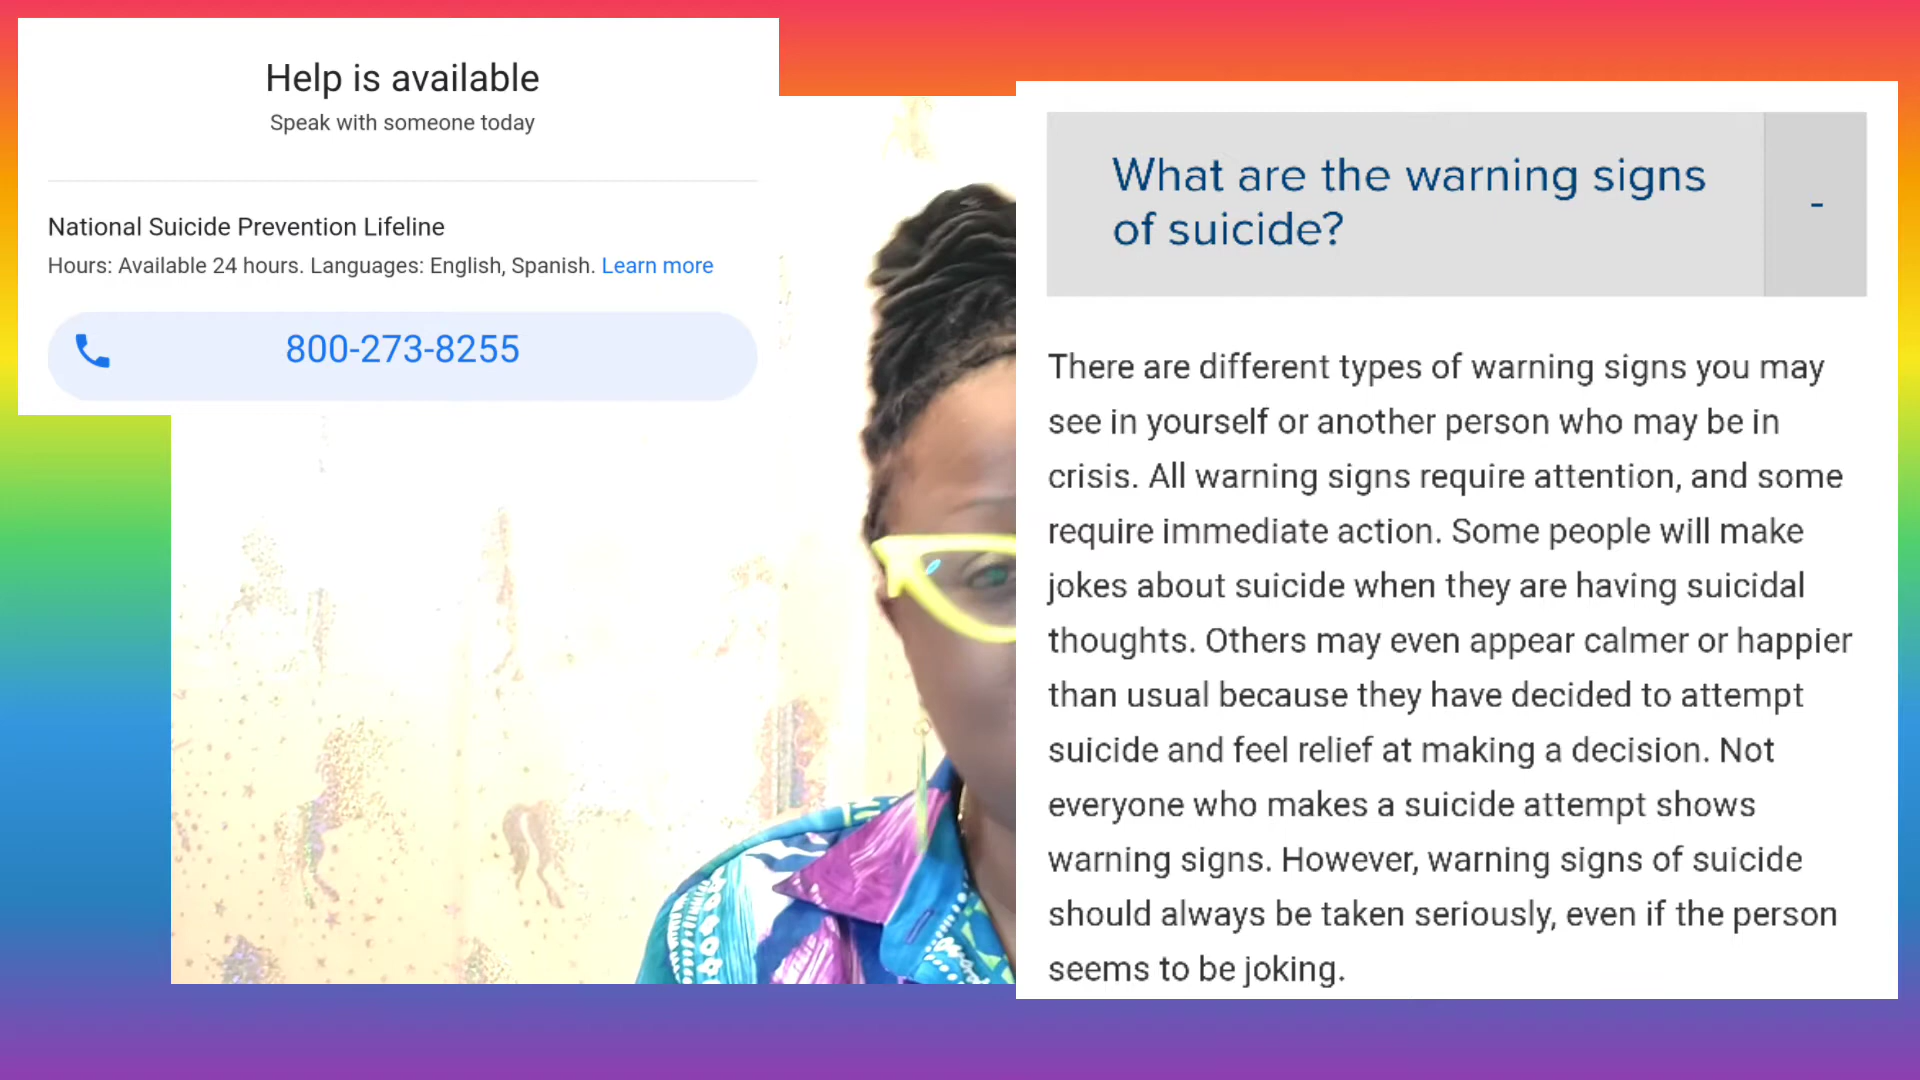 Help is available
Speak with someone today
National Suicide Prevention Lifeline
Hours: Available 24 hours. Languages: English, Spanish. Learn more
800-273-8255
What are the warning signs
of suicide?
-
There are different types of warning signs you may
see in yourself or another person who may be in
crisis. All warning signs require attention, and some
require immediate action. Some people will make
jokes about suicide when they are having suicidal
thoughts. Others may even appear calmer or happier
than usual because they have decided to attempt
suicide and feel relief at making a decision. Not
everyone who makes a suicide attempt shows
warning signs. However, warning signs of suicide
should always be taken seriously, even if the person
seems to be joking.